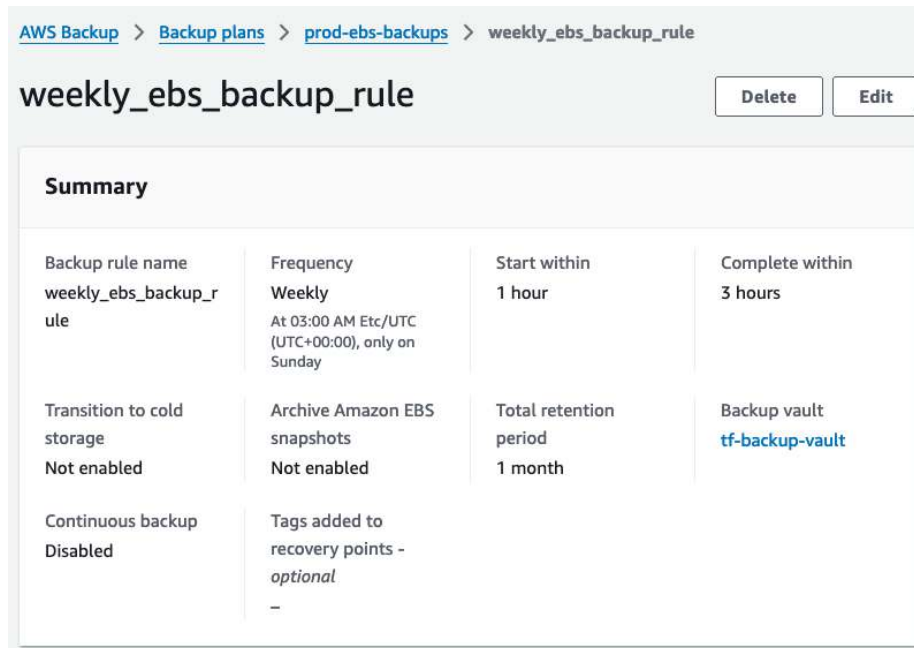 AWS Backup > Backup plans > prod-ebs-backups > weekly_ebs_backup_rule
weekly_ebs_backup_rule
Delete
Edit
Summary
Backup rule name
weekly_ebs_backup_r
ule
Frequency
Weekly
At 03:00 AM Etc/UTC
(UTC+00:00), only on
Sunday
Start within
1 hour
Complete within
3 hours
Transition to cold
storage
Not enabled
Archive Amazon EBS
snapshots
Not enabled
Total retention
period
1 month
Backup vault
tf-backup-vault
Continuous backup
Disabled
Tags added to
recovery points -
optional
–